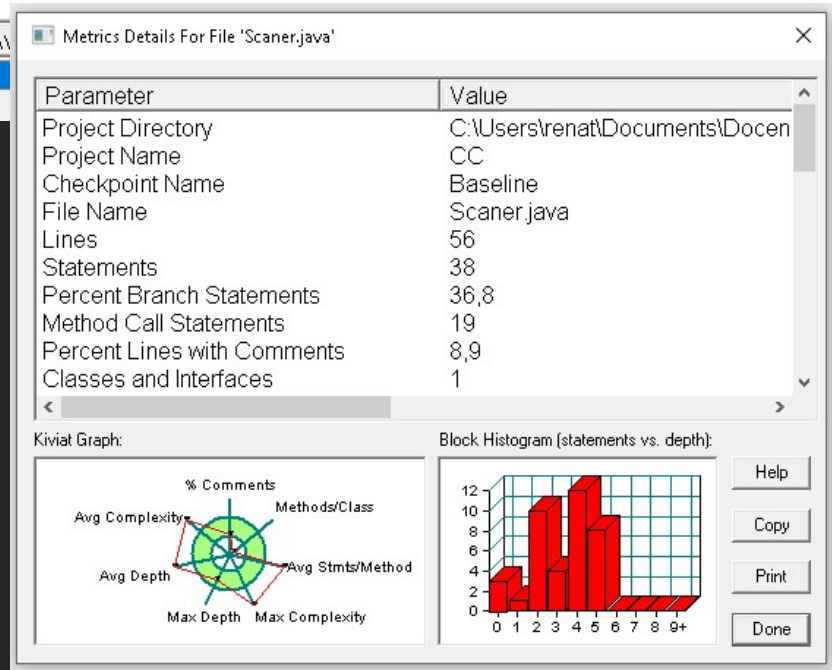 Metrics Details For File 'Scaner.java'
Parameter Value
Project Directory C:\Users\renat\Documents\Docen
Project Name CC
Checkpoint Name Baseline
File Name Scaner.java
Lines 56
Statements 38
Percent Branch Statements 36,8
Method Call Statements 19
Percent Lines with Comments 8,9
Classes and Interfaces 1
Kiviat Graph:
% Comments
Methods/Class
Avg Complexity
Avg Stmts/Method
Avg Depth
Max Depth Max Complexity
Block Histogram (statements vs. depth):
12
10
8
6
4
2
0
0 1 2 3 4 5 6 7 8 9+
Help
Copy
Print
Done